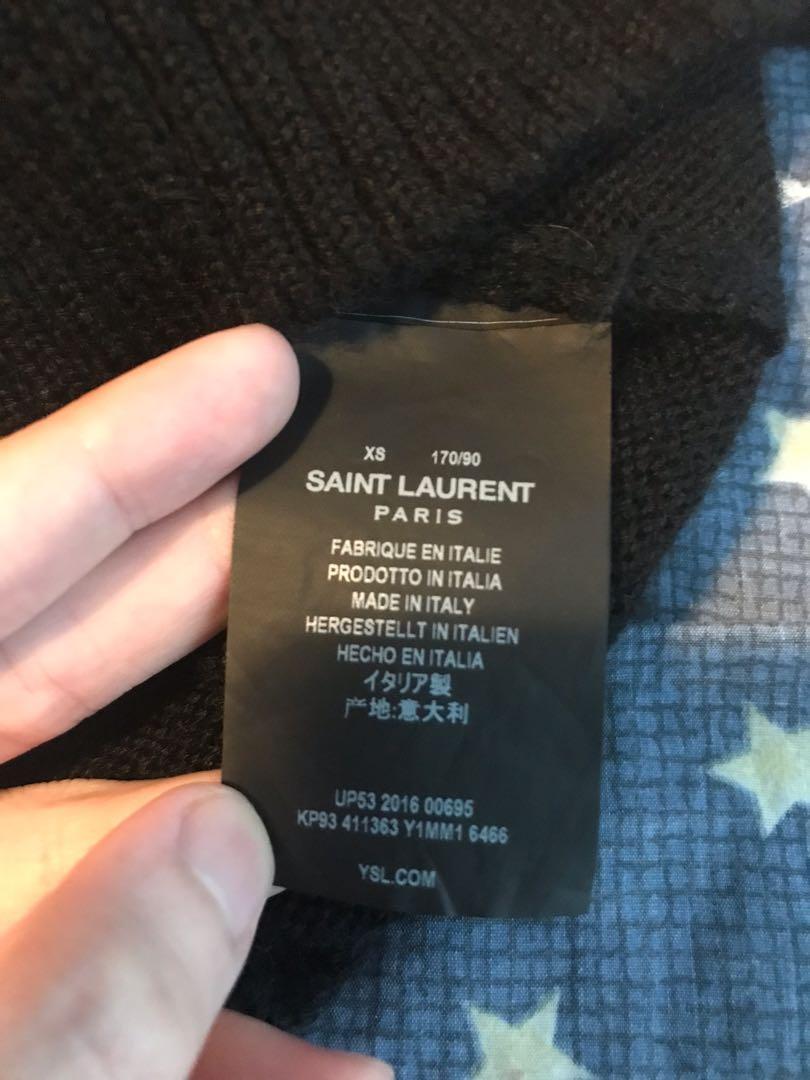 XS 170/90
SAINT LAURENT
PARIS
FABRIQUE EN ITALIE
PRODOTTO IN ITALIA
MADE IN ITALY
HERGESTELLT IN ITALIEN
HECHO EN ITALIA
イタリア製
产地:意大利
UP53 2016 00695
KP93 411363 Y1MM1 6466
YSL.COM